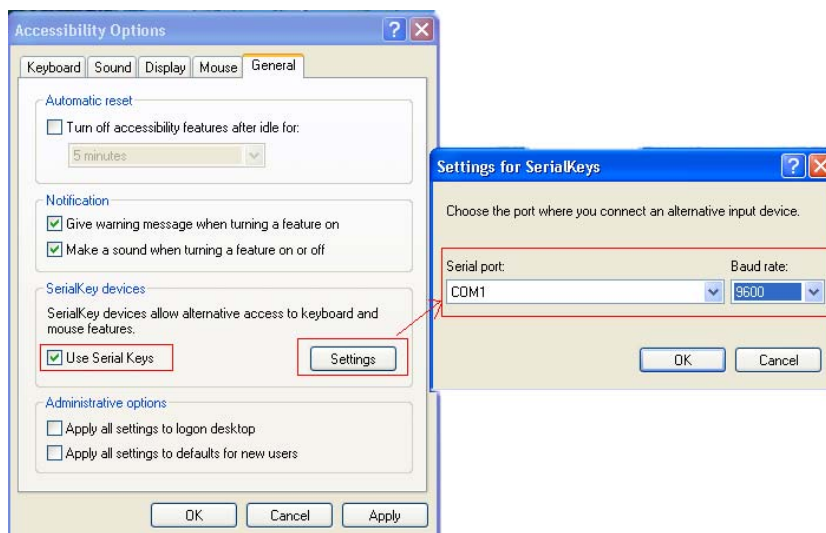 Accessibility Options
Keyboard Sound Display Mouse General
Automatic reset
Turn off accessibility features after idle for:
5 minutes
Notification
Give warning message when turning a feature on
Make a sound when turning a feature on or off
SerialKey devices
SerialKey devices allow alternative access to keyboard and
mouse features.
Use Serial Keys Settings
Administrative options
Apply all settings to logon desktop
Apply all settings to defaults for new users
OK Cancel Apply
Settings for SerialKeys
Choose the port where you connect an alternative input device.
Serial port: Baud rate:
COM1 9600
OK Cancel